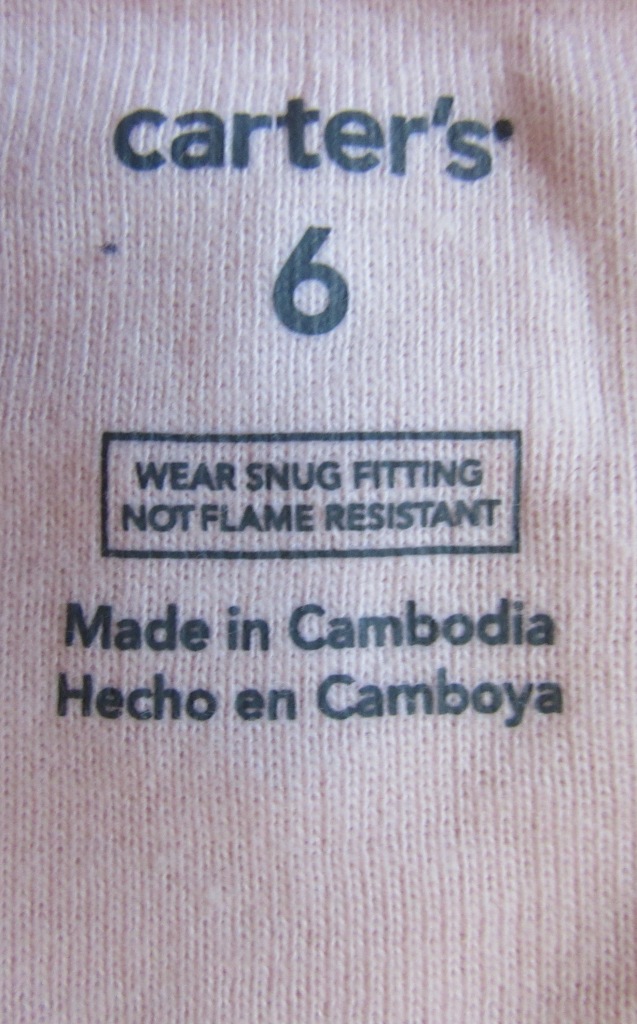 carter's
6
WEAR SNUG FITTING
NOT FLAME RESISTANT
Made in Cambodia
Hecho en Camboya